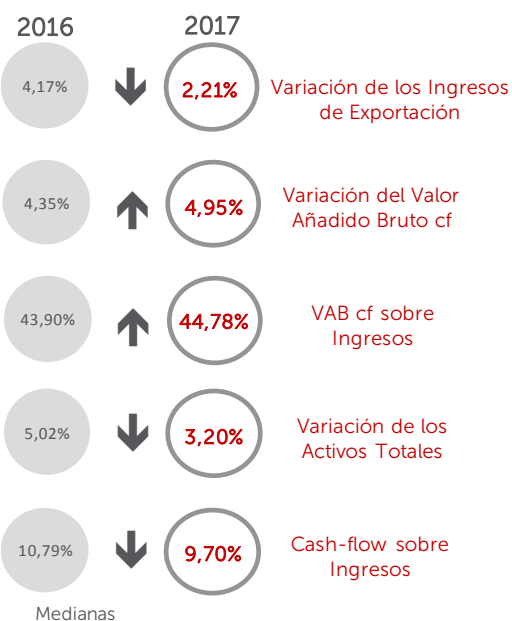 2016 2017
4,17% 2,21% Variación de los Ingresos
de Exportación
4,35% 4,95% Variación del Valor
Añadido Bruto cf
43,90% 44,78% VAB cf sobre
Ingresos
5,02% 3,20% Variación de los
Activos Totales
10,79% 9,70% Cash-flow sobre
Ingresos
Medianas